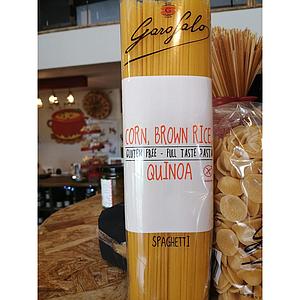 Garofalo
CORN, BROWN RICE
GLUTEN FREE - FULL TASTE PASTA
QUINOA
SPAGHETTI